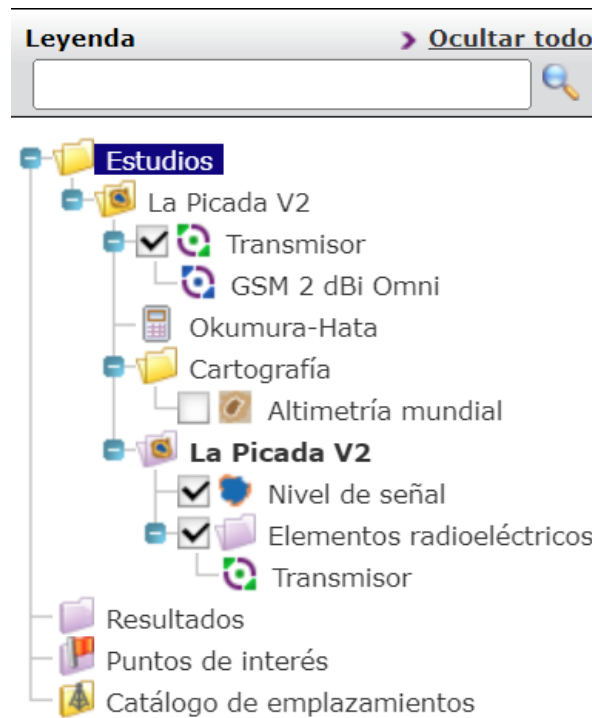 Leyenda
Ocultar todo
Estudios
La Picada V2
Transmisor
GSM 2 dBi Omni
Okumura-Hata
Cartografía
Altimetría mundial
La Picada V2
Nivel de señal
Elementos radioeléctricos
Transmisor
Resultados
Puntos de interés
Catálogo de emplazamientos